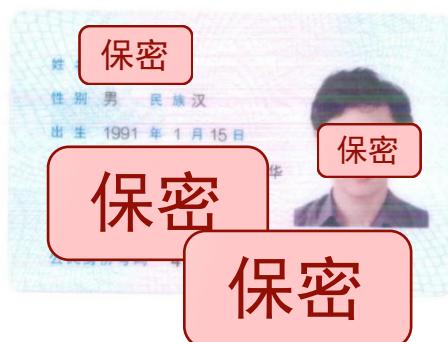 姓 保密
性 别 男 民 族 汉
出 生 1991 年 1 月 15 日
保密
保密 华
保密